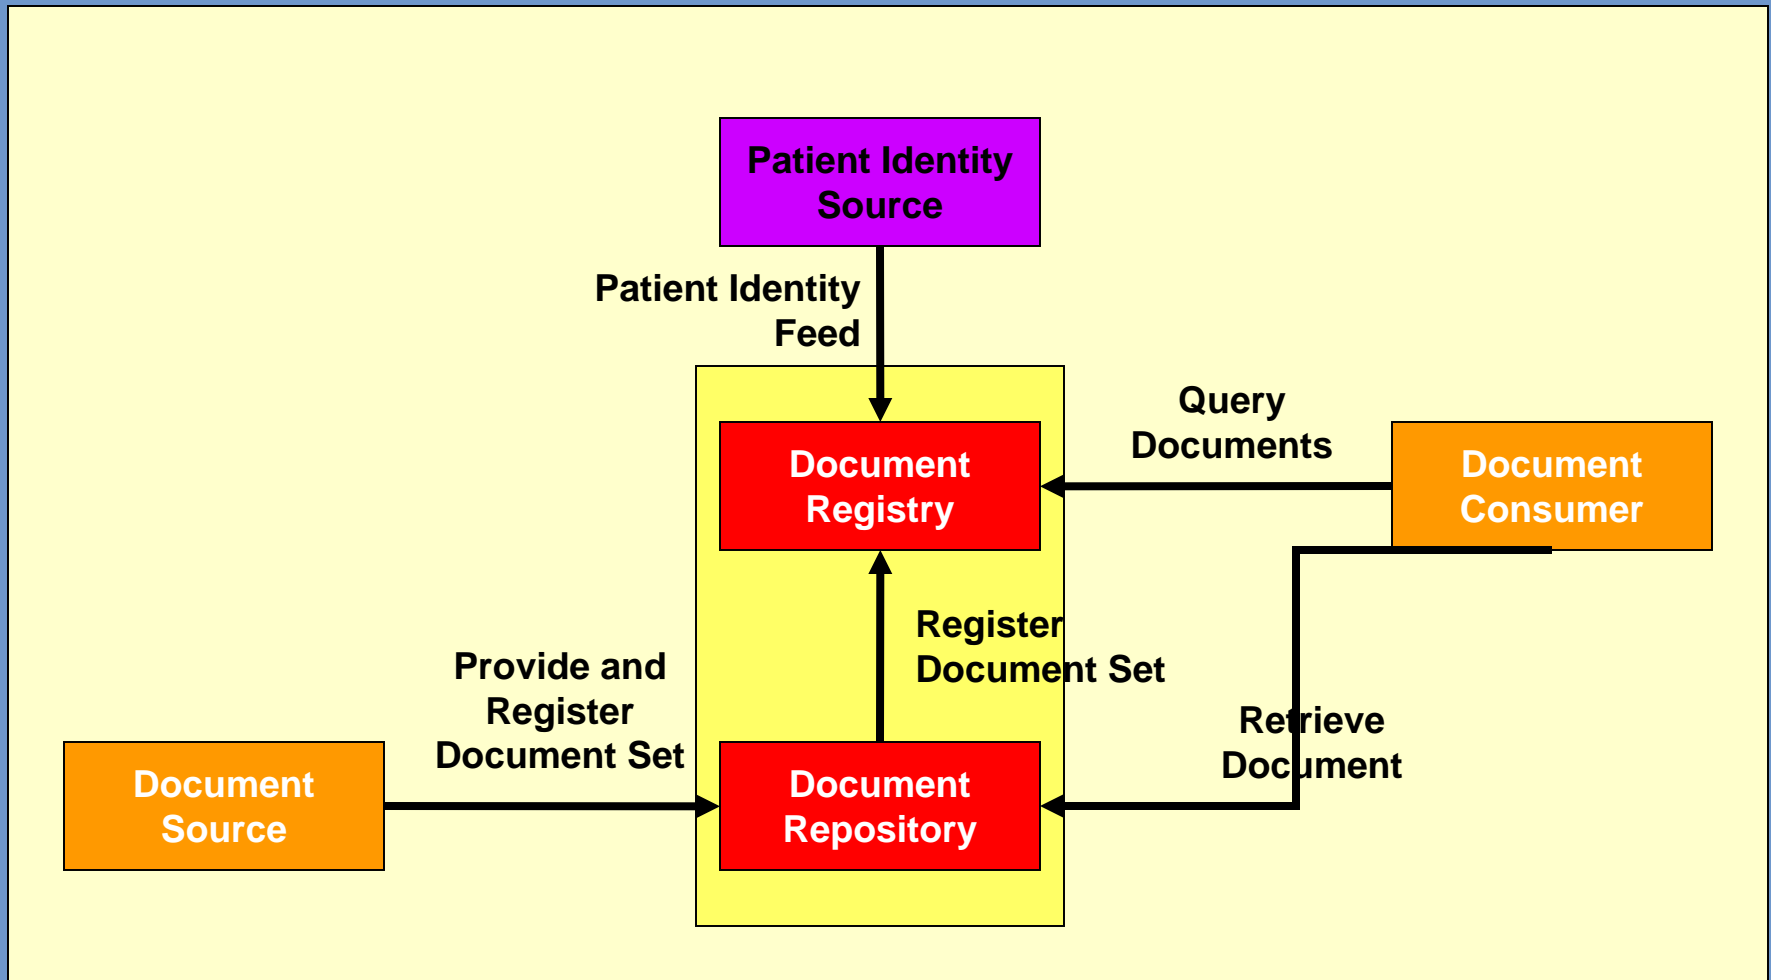 Patient Identity
Source
Patient Identity
Feed
Query
Documents
Document
Registry
Document
Consumer
Register
Document Set
Provide and
Register
Document Set
Retrieve
Document
Document
Source
Document
Repository